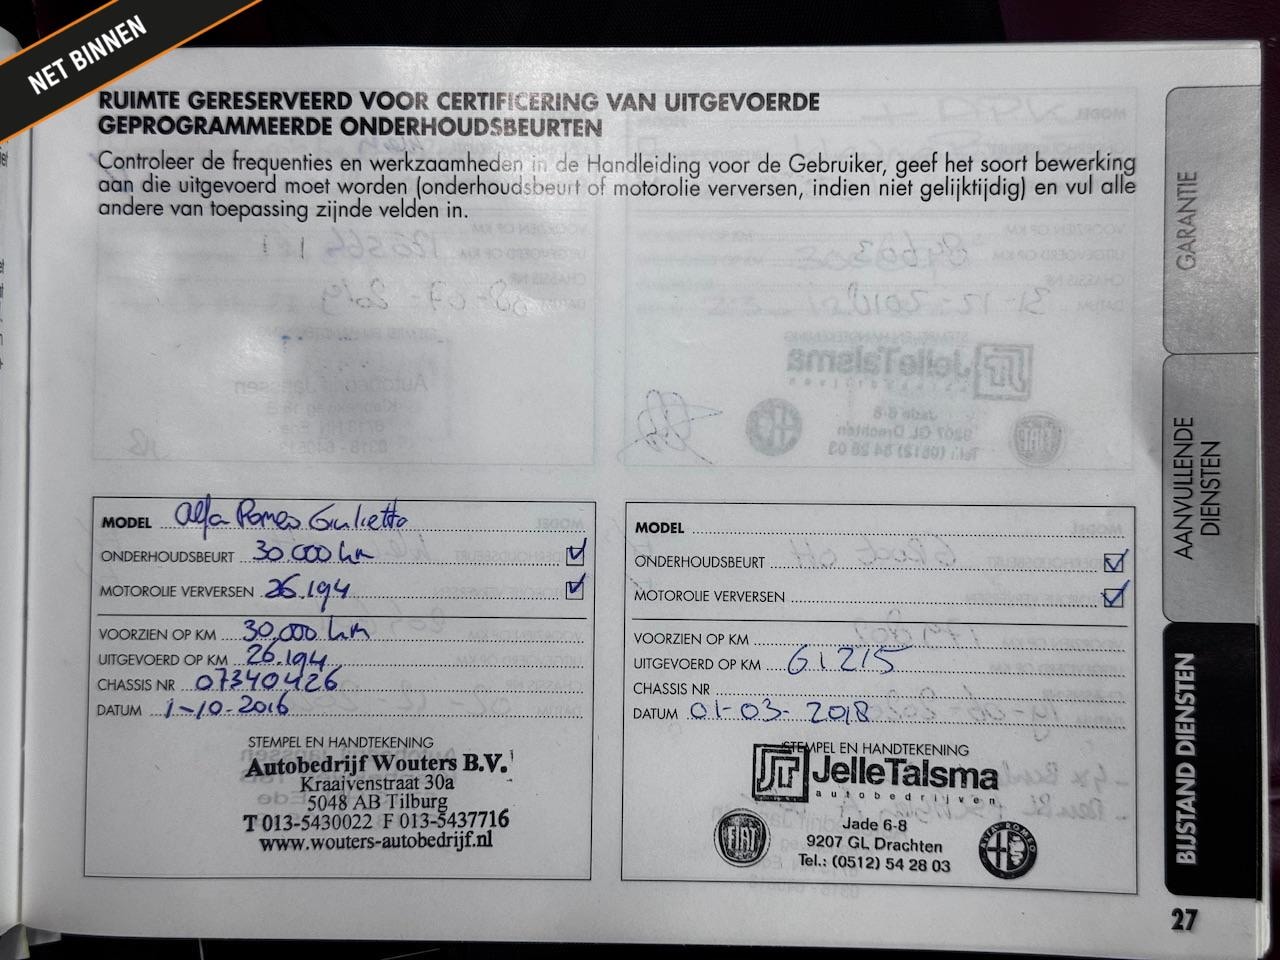 NET BINNEN
RUIMTE GERESERVEERD VOOR CERTIFICERING VAN UITGEVOERDE
GEPROGRAMMEERDE ONDERHOUDSBEURTEN
Controleer de frequenties en werkzaamheden in de Handleiding voor de Gebruiker, geef het soort bewerking
aan die uitgevoerd moet worden (onderhoudsbeurt of motorolie verversen, indien niet gelijktijdig) en vul alle
andere van toepassing zijnde velden in.
MODEL Alfa Romeo Giulietta
ONDERHOUDSBEURT 30.000 km
MOTOROLIE VERVERSEN 26.194
VOORZIEN OP KM 30.000 km
UITGEVOERD OP KM 26.194
CHASSIS NR 07340426
DATUM 1-10-2016
STEMPEL EN HANDTEKENING
Autobedrijf Wouters B.V.
Kraaivenstraat 30a
5048 AB Tilburg
T 013-5430022 F 013-5437716
www.wouters-autobedrijf.nl
MODEL
ONDERHOUDSBEURT
MOTOROLIE VERVERSEN
VOORZIEN OP KM
UITGEVOERD OP KM 61215
CHASSIS NR
DATUM 01-03-2018
STEMPEL EN HANDTEKENING
JT JelleTalsma
autobedrijven
FIAT
Jade 6-8
9207 GL Drachten
Tel.: (0512) 54 28 03
ALFA ROMEO
GARANTIE
AANVULLENDE
DIENSTEN
BIJSTAND DIENSTEN
27